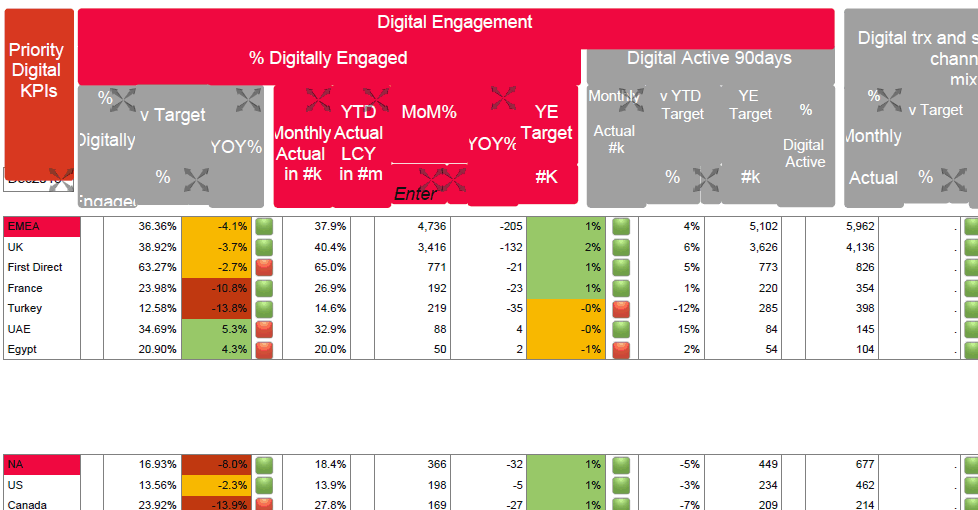 Digital Engagement
Priority Digital KPIs
% Digitally Engaged
Digital Active 90days
Digital trx and s
chann
mix
% Digitally Engaged
v Target %
YOY%
Monthly Actual in #k
YTD Actual LCY in #m
MoM%
Enter
YOY%
YE Target #K
Monthly Actual #k
v YTD Target %
YE Target #k
% Digital Active
% Monthly Actual
v Target %
EMEA 36.36% -4.1% 37.9% 4,736 -205 1% 4% 5,102 5,962 .
UK 38.92% -3.7% 40.4% 3,416 -132 2% 6% 3,626 4,136 .
First Direct 63.27% -2.7% 65.0% 771 -21 1% 5% 773 826 .
France 23.98% -10.8% 26.9% 192 -23 1% 1% 220 354 .
Turkey 12.58% -13.8% 14.6% 219 -35 -0% -12% 285 398 .
UAE 34.69% 5.3% 32.9% 88 4 -0% 15% 84 145 .
Egypt 20.90% 4.3% 20.0% 50 2 -1% 2% 54 104 .
NA 16.93% -8.0% 18.4% 366 -32 1% -5% 449 677 .
US 13.56% -2.3% 13.9% 198 -5 1% -3% 234 462 .
Canada 23.92% -13.9% 27.8% 169 -27 1% -7% 209 214 .